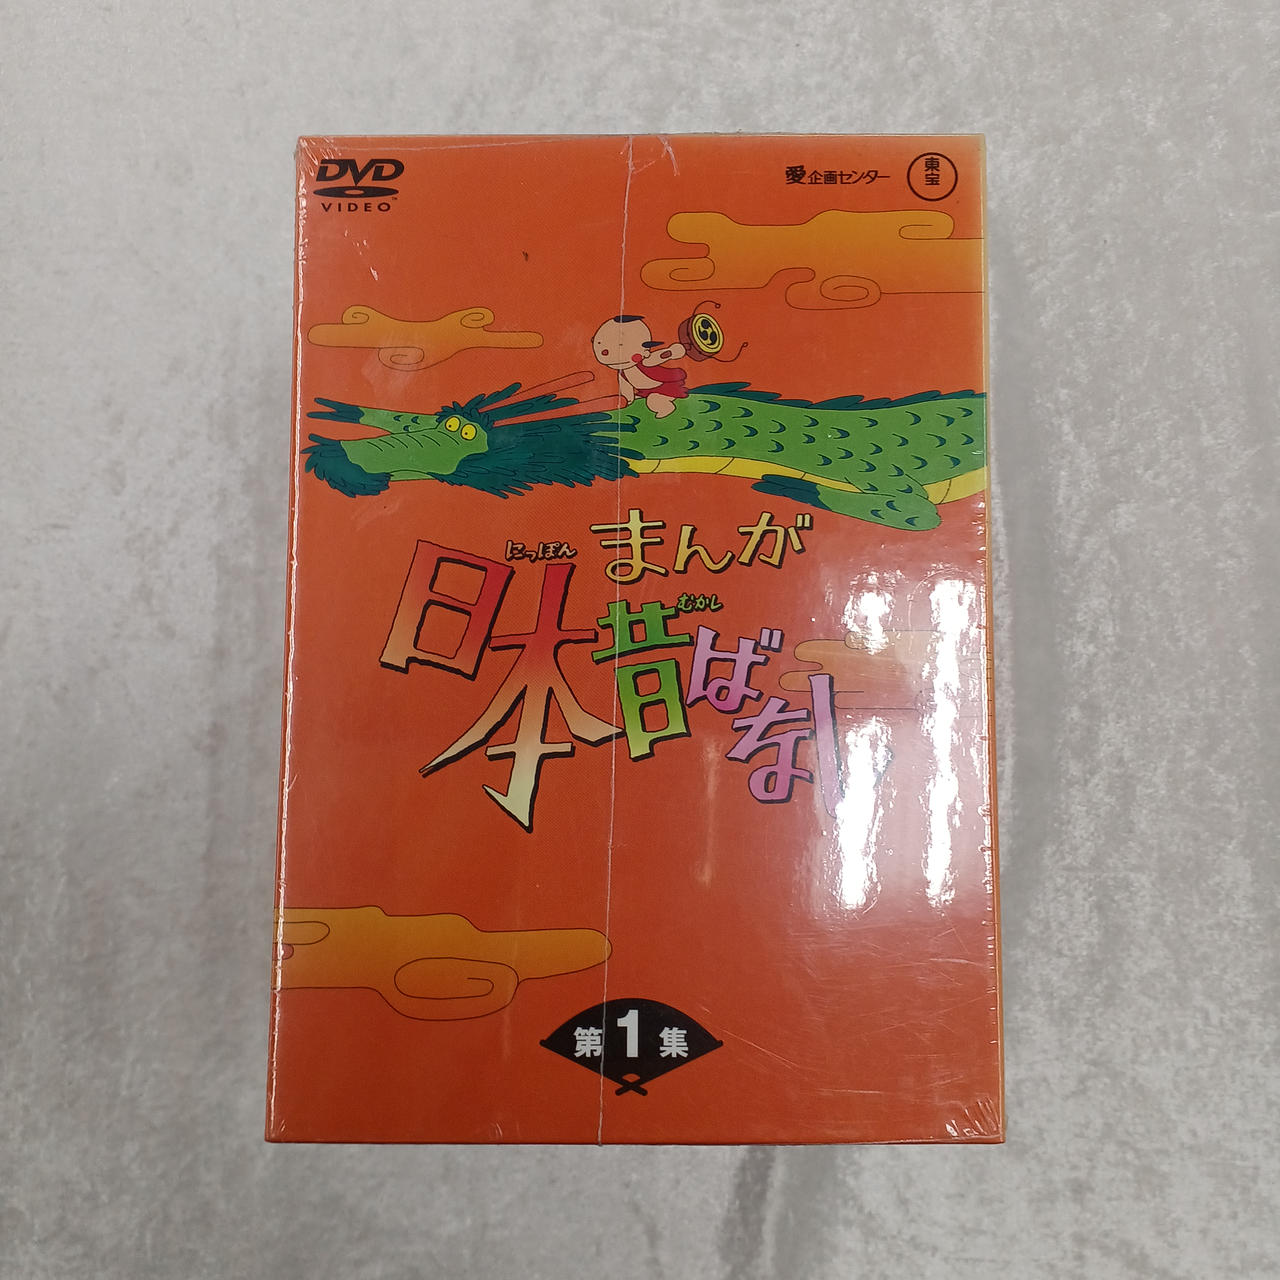 DVD
VIDEO™
愛企画センター
東宝
まんが
にっぽん
むかし
日本昔ばなし
第1集